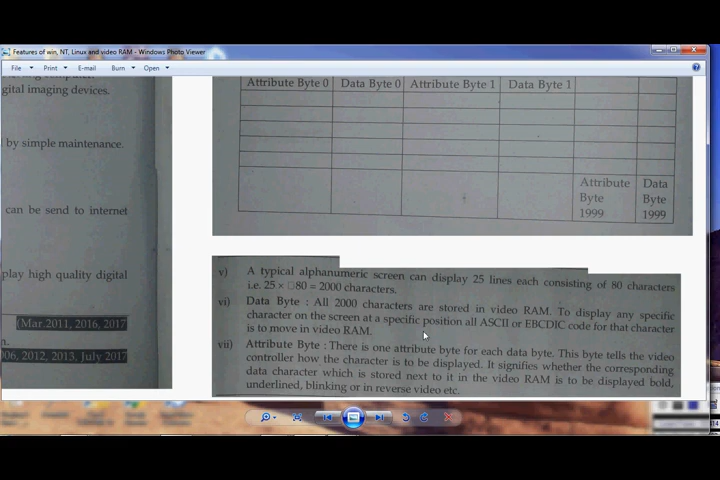 Features of win, NT, Linux and video RAM - Windows Photo Viewer
File Print E-mail Burn Open
gital imaging devices.
by simple maintenance.
can be send to internet
play high quality digital
(Mar.2011, 2016, 2017
006, 2012, 2013, July 2017
Attribute Byte 0 Data Byte 0 Attribute Byte 1 Data Byte 1
Attribute Byte 1999 Data Byte 1999
v) A typical alphanumeric screen can display 25 lines each consisting of 80 characters
i.e. 25 × □80 = 2000 characters.
vi) Data Byte : All 2000 characters are stored in video RAM. To display any specific
character on the screen at a specific position all ASCII or EBCDIC code for that character
is to move in video RAM.
vii) Attribute Byte : There is one attribute byte for each data byte. This byte tells the video
controller how the character is to be displayed. It signifies whether the corresponding
data character which is stored next to it in the video RAM is to be displayed bold,
underlined, blinking or in reverse video etc.